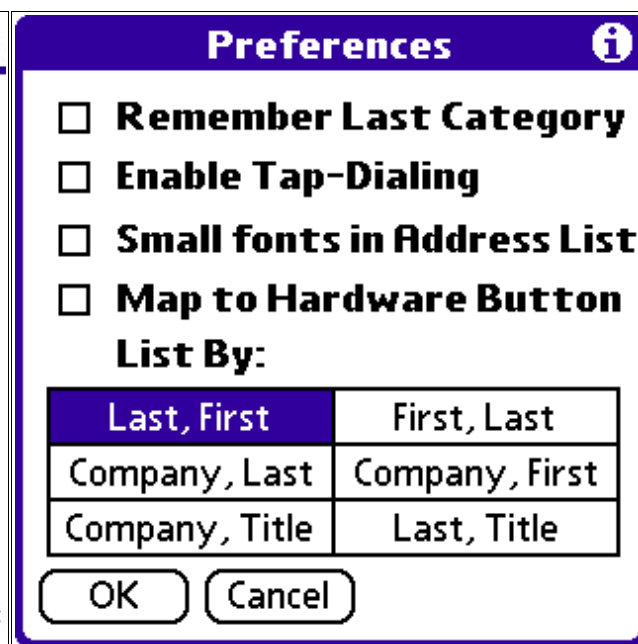 Preferences
Remember Last Category
Enable Tap-Dialing
Small fonts in Address List
Map to Hardware Button
List By:
Last, First First, Last
Company, Last Company, First
Company, Title Last, Title
OK Cancel